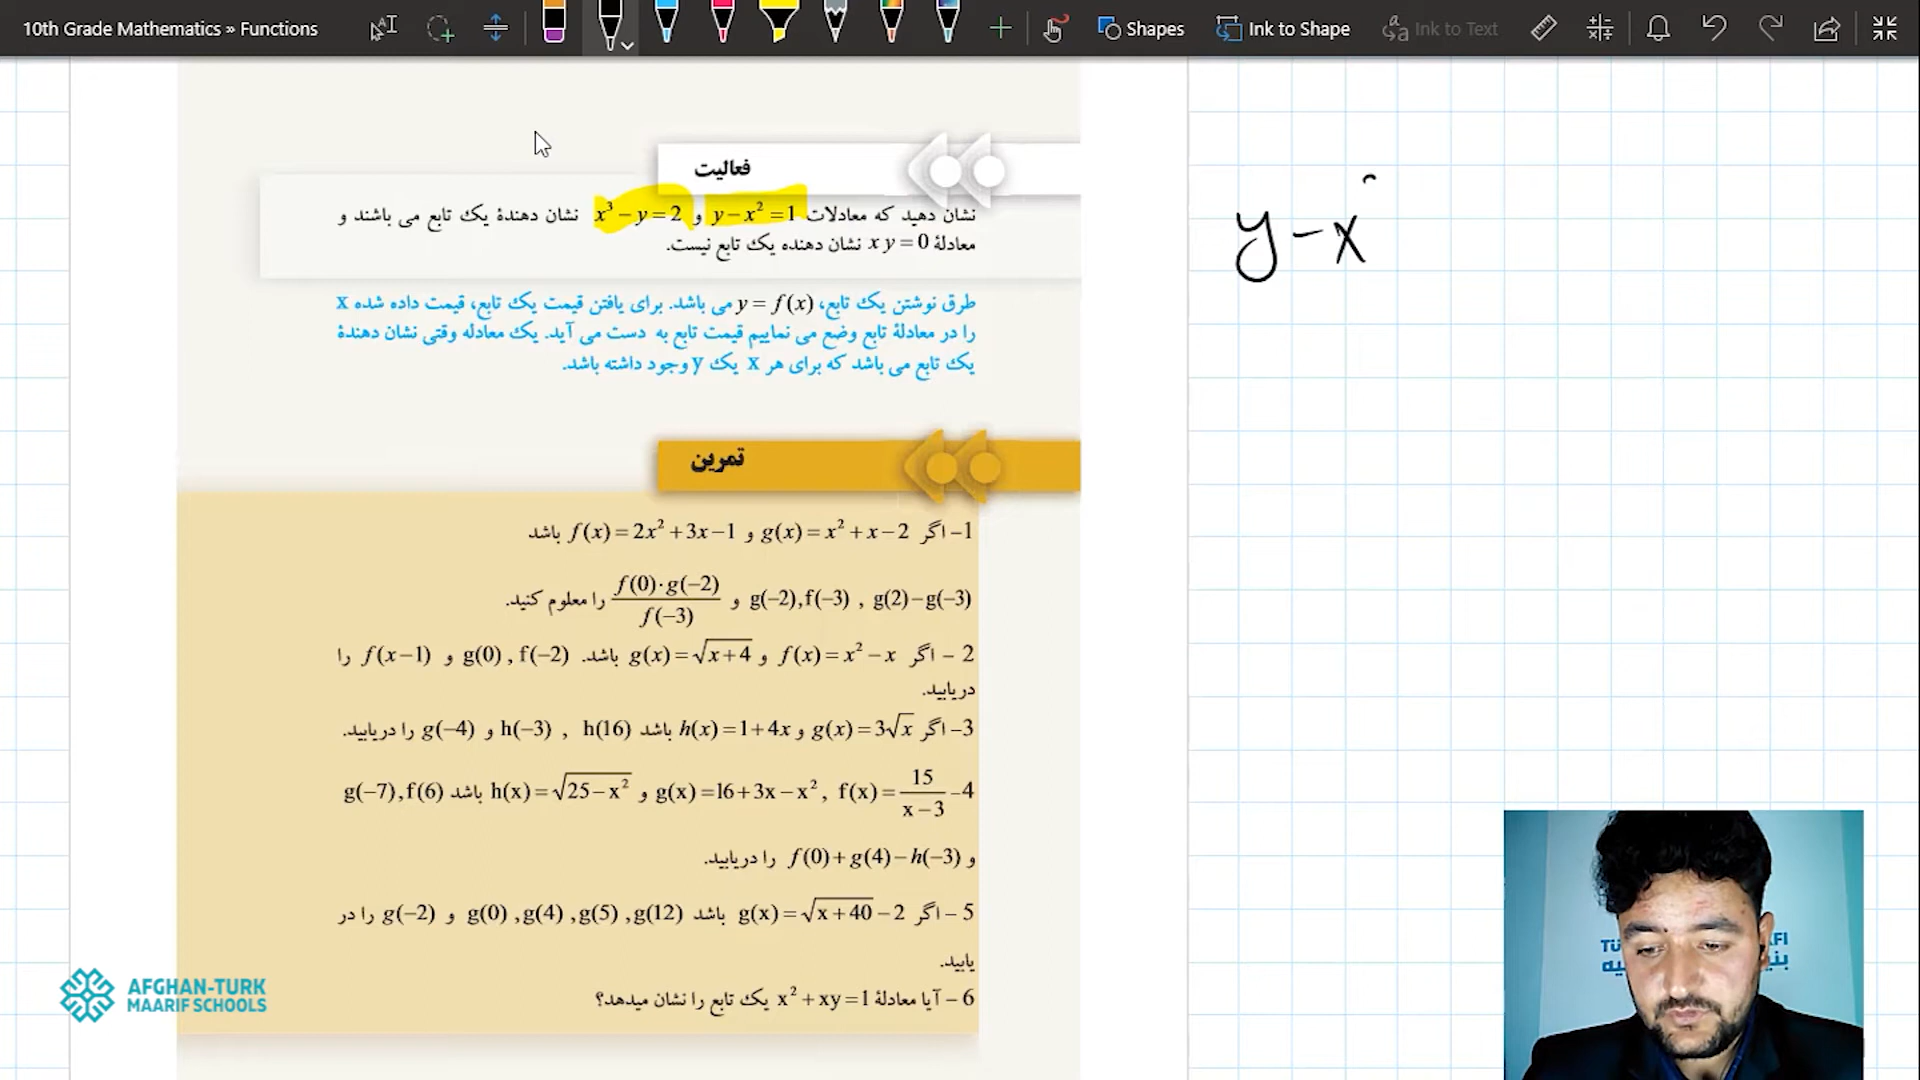 10th Grade Mathematics » Functions
Shapes
Ink to Shape
Ink to Text
فعالیت
نشان دهید که معادلات y − x² = 1 و x³ − y = 2 نشان دهندۀ یک تابع می باشند و
معادلۀ x y = 0 نشان دهنده یک تابع نیست.
طرق نوشتن یک تابع، y = f(x) می باشد. برای یافتن قیمت یک تابع، قیمت داده شده x
را در معادلۀ تابع وضع می نماییم قیمت تابع به دست می آید. یک معادله وقتی نشان دهندۀ
یک تابع می باشد که برای هر x یک y وجود داشته باشد.
تمرین
1- اگر g(x) = x² + x − 2 و f(x) = 2x² + 3x − 1 باشد
g(−2), f(−3) , g(2) − g(−3) و (f(0)·g(−2))/f(−3) را معلوم کنید.
2 - اگر f(x) = x² − x و g(x) = √(x+4) باشد. g(0) , f(−2) و f(x−1) را
دریابید.
3- اگر g(x) = 3√x و h(x) = 1 + 4x باشد h(−3) , h(16) و g(−4) را دریابید.
4- f(x) = 15/(x−3) , g(x) = 16 + 3x − x² و h(x) = √(25 − x²) باشد g(−7), f(6)
و f(0) + g(4) − h(−3) را دریابید.
5 - اگر g(x) = √(x+40) − 2 باشد g(0) , g(4) , g(5) , g(12) و g(−2) را در
یابید.
6 - آیا معادلۀ x² + xy = 1 یک تابع را نشان میدهد؟
y − x
AFGHAN-TURK
MAARIF SCHOOLS